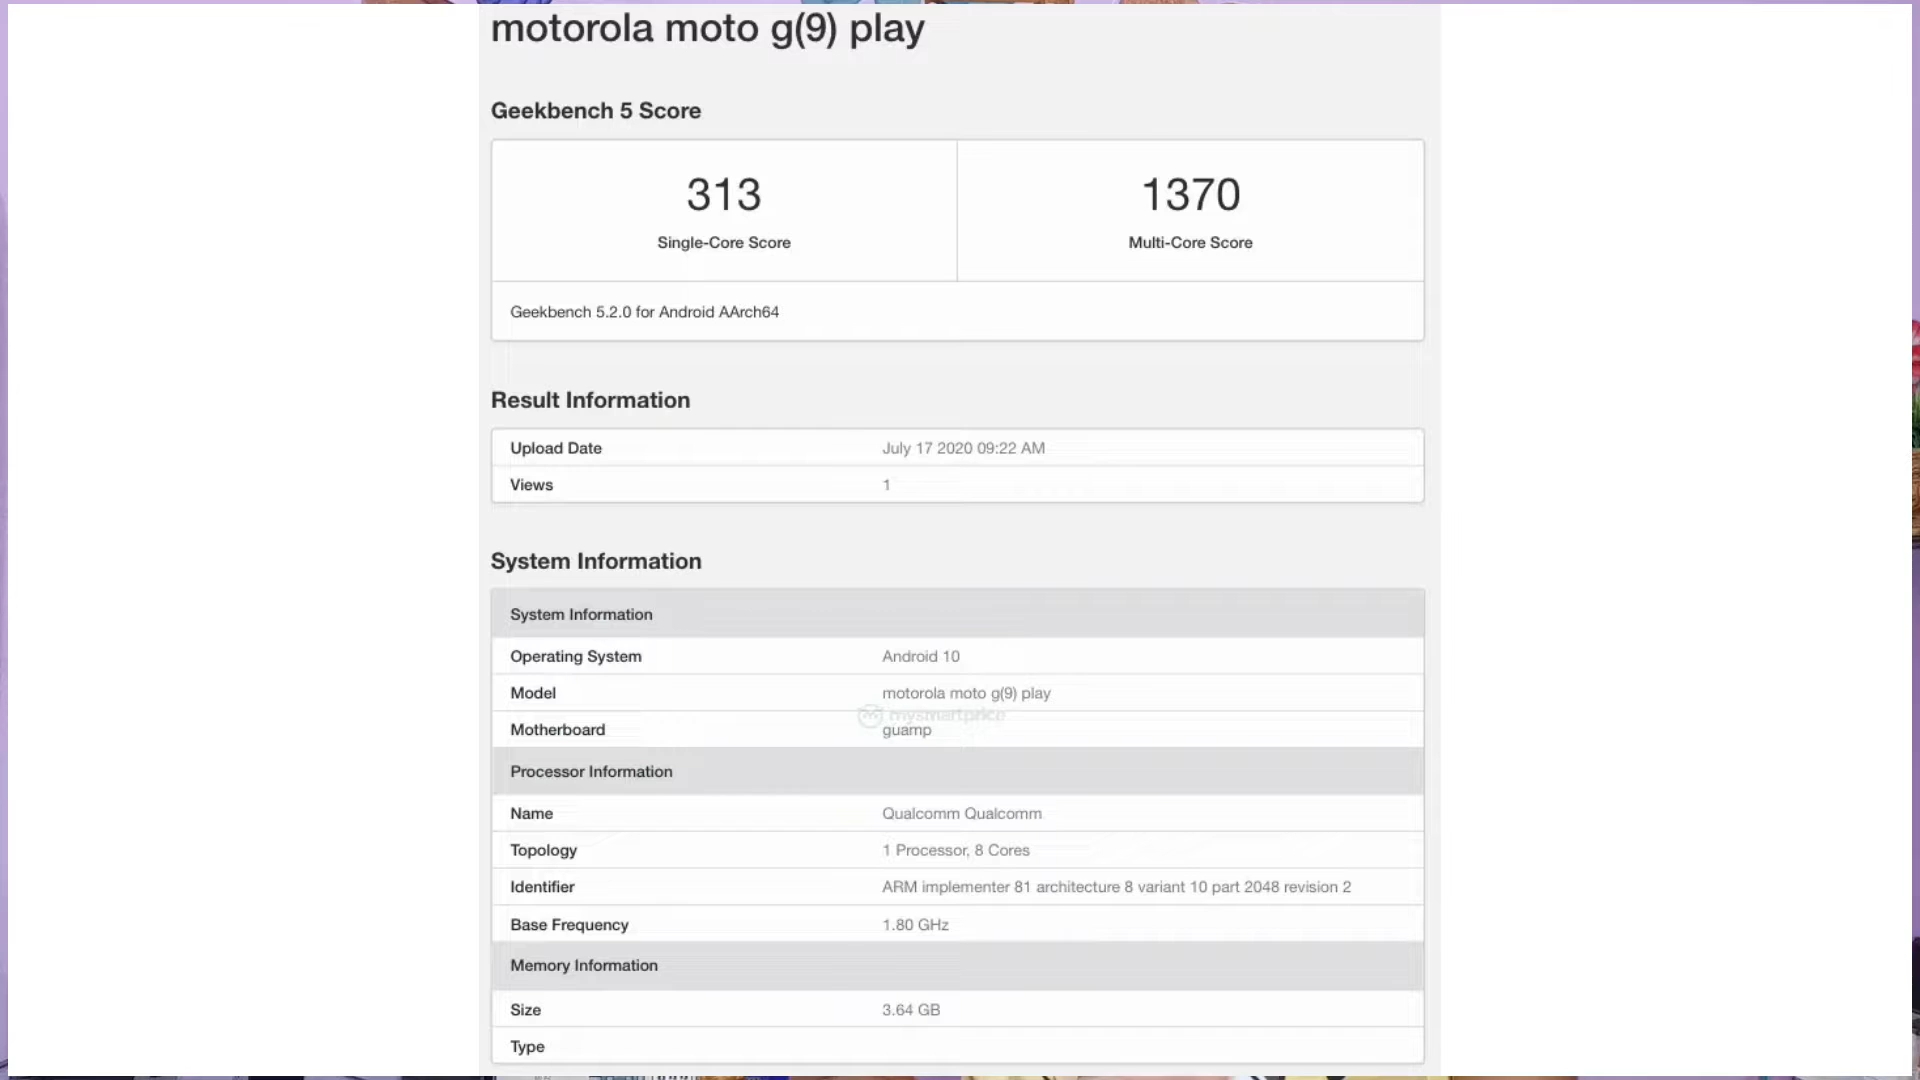 motorola moto g(9) play
Geekbench 5 Score
313
Single-Core Score
1370
Multi-Core Score
Geekbench 5.2.0 for Android AArch64
Result Information
Upload Date July 17 2020 09:22 AM
Views 1
System Information
System Information
Operating System Android 10
Model motorola moto g(9) play
mysmartprice
Motherboard guamp
Processor Information
Name Qualcomm Qualcomm
Topology 1 Processor, 8 Cores
Identifier ARM implementer 81 architecture 8 variant 10 part 2048 revision 2
Base Frequency 1.80 GHz
Memory Information
Size 3.64 GB
Type